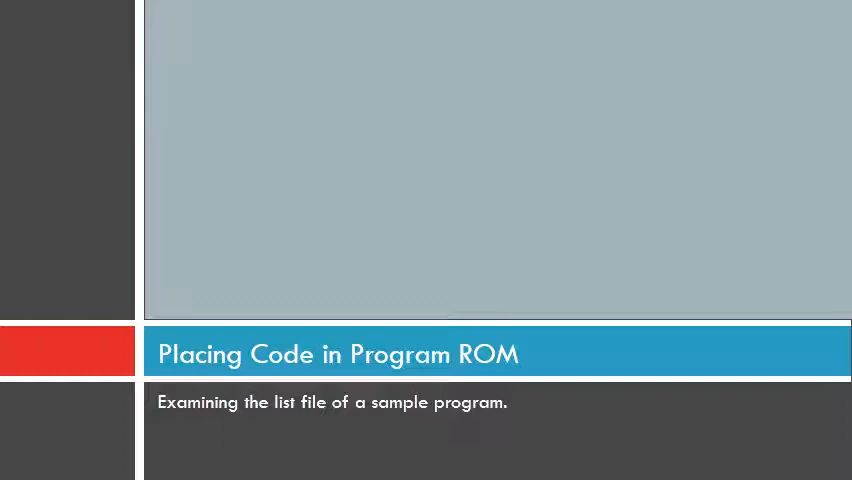 Placing Code in Program ROM
Examining the list file of a sample program.